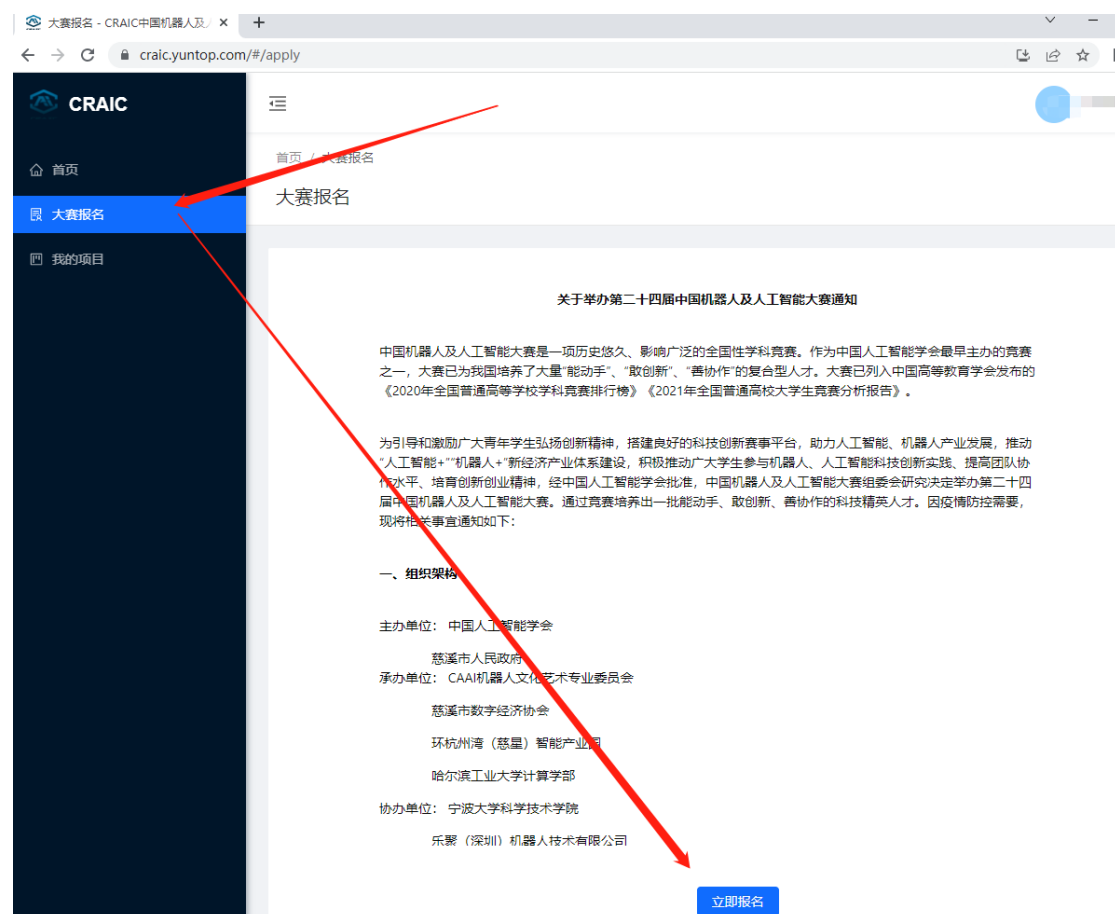 大赛报名 - CRAIC中国机器人及
craic.yuntop.com/#/apply
CRAIC
首页
大赛报名
我的项目
首页 / 大赛报名
大赛报名
关于举办第二十四届中国机器人及人工智能大赛通知
中国机器人及人工智能大赛是一项历史悠久、影响广泛的全国性学科竞赛。作为中国人工智能学会最早主办的竞赛
之一，大赛已为我国培养了大量“能动手”、“敢创新”、“善协作”的复合型人才。大赛已列入中国高等教育学会发布的
《2020年全国普通高等学校学科竞赛排行榜》《2021年全国普通高校大学生竞赛分析报告》。
为引导和激励广大青年学生弘扬创新精神，搭建良好的科技创新赛事平台，助力人工智能、机器人产业发展，推动
“人工智能+”“机器人+”新经济产业体系建设，积极推动广大学生参与机器人、人工智能科技创新实践、提高团队协
作水平、培育创新创业精神，经中国人工智能学会批准，中国机器人及人工智能大赛组委会研究决定举办第二十四
届中国机器人及人工智能大赛。通过竞赛培养出一批能动手、敢创新、善协作的科技精英人才。因疫情防控需要，
现将相关事宜通知如下：
一、组织架构
主办单位： 中国人工智能学会
慈溪市人民政府
承办单位： CAAI机器人文化艺术专业委员会
慈溪市数字经济协会
环杭州湾（慈星）智能产业园
哈尔滨工业大学计算学部
协办单位： 宁波大学科学技术学院
乐聚（深圳）机器人技术有限公司
立即报名